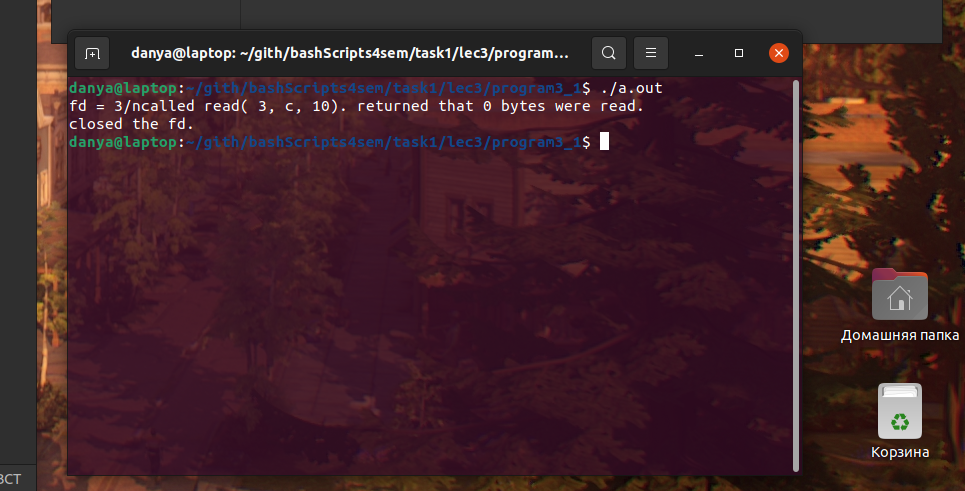 danya@laptop: ~/gith/bashScripts4sem/task1/lec3/program...
danya@laptop:~/gith/bashScripts4sem/task1/lec3/program3_1$ ./a.out
fd = 3/ncalled read( 3, c, 10). returned that 0 bytes were read.
closed the fd.
danya@laptop:~/gith/bashScripts4sem/task1/lec3/program3_1$
Домашняя папка
Корзина
ВСТ